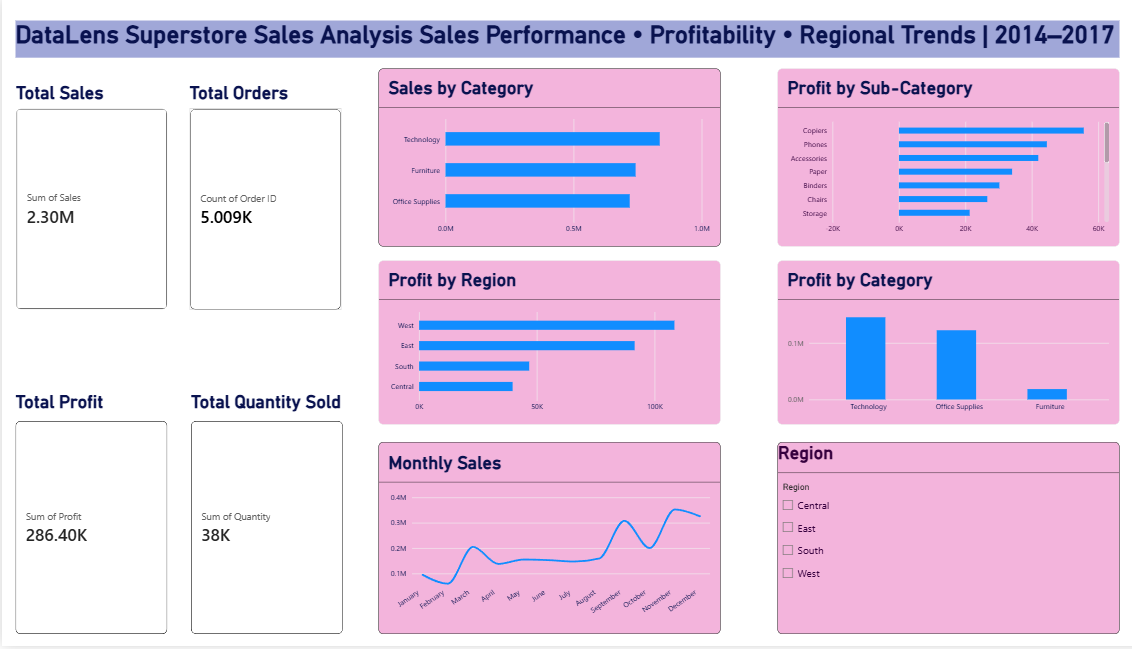 DataLens Superstore Sales Analysis Sales Performance • Profitability • Regional Trends | 2014–2017
Total Sales
Sum of Sales
2.30M
Total Orders
Count of Order ID
5.009K
Total Profit
Sum of Profit
286.40K
Total Quantity Sold
Sum of Quantity
38K
Sales by Category
Technology
Furniture
Office Supplies
0.0M 0.5M 1.0M
Profit by Region
West
East
South
Central
0K 50K 100K
Monthly Sales
0.4M
0.3M
0.2M
0.1M
January February March April May June July August September October November December
Profit by Sub-Category
Copiers
Phones
Accessories
Paper
Binders
Chairs
Storage
-20K 0K 20K 40K 60K
Profit by Category
0.1M
0.0M
Technology Office Supplies Furniture
Region
Region
Central
East
South
West